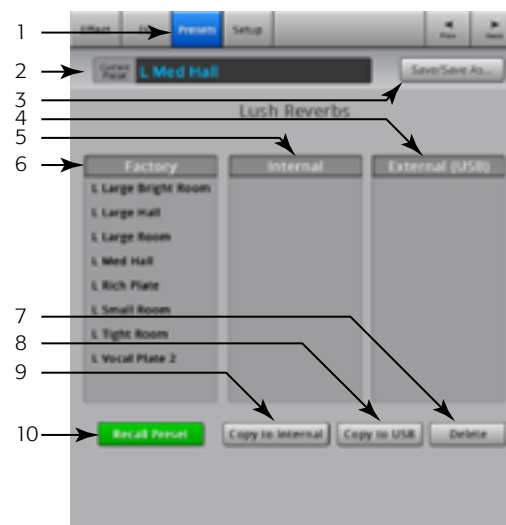 1
Effect
Presets
Setup
Prev
Next
2
Current Preset
L Med Hall
Save/Save As...
3
4
Lush Reverbs
5
6
Factory
Internal
External (USB)
L Large Bright Room
L Large Hall
L Large Room
L Med Hall
L Rich Plate
L Small Room
L Tight Room
L Vocal Plate 2
7
8
9
10
Recall Preset
Copy to Internal
Copy to USB
Delete